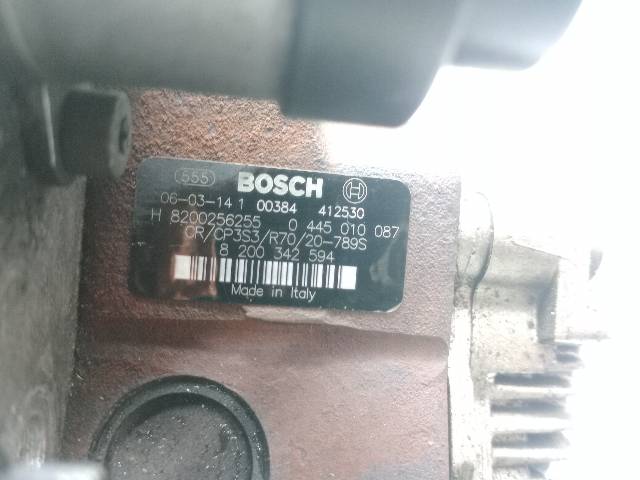 555 BOSCH
06-03-14 1 00384 412530
H 8200256255 0 445 010 087
CR/CP3S3/R70/20-789S
8 200 342 594
Made in Italy